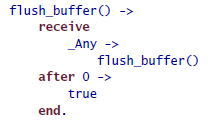 flush_buffer() ->
    receive
        _Any ->
            flush_buffer()
    after 0 ->
        true
    end.